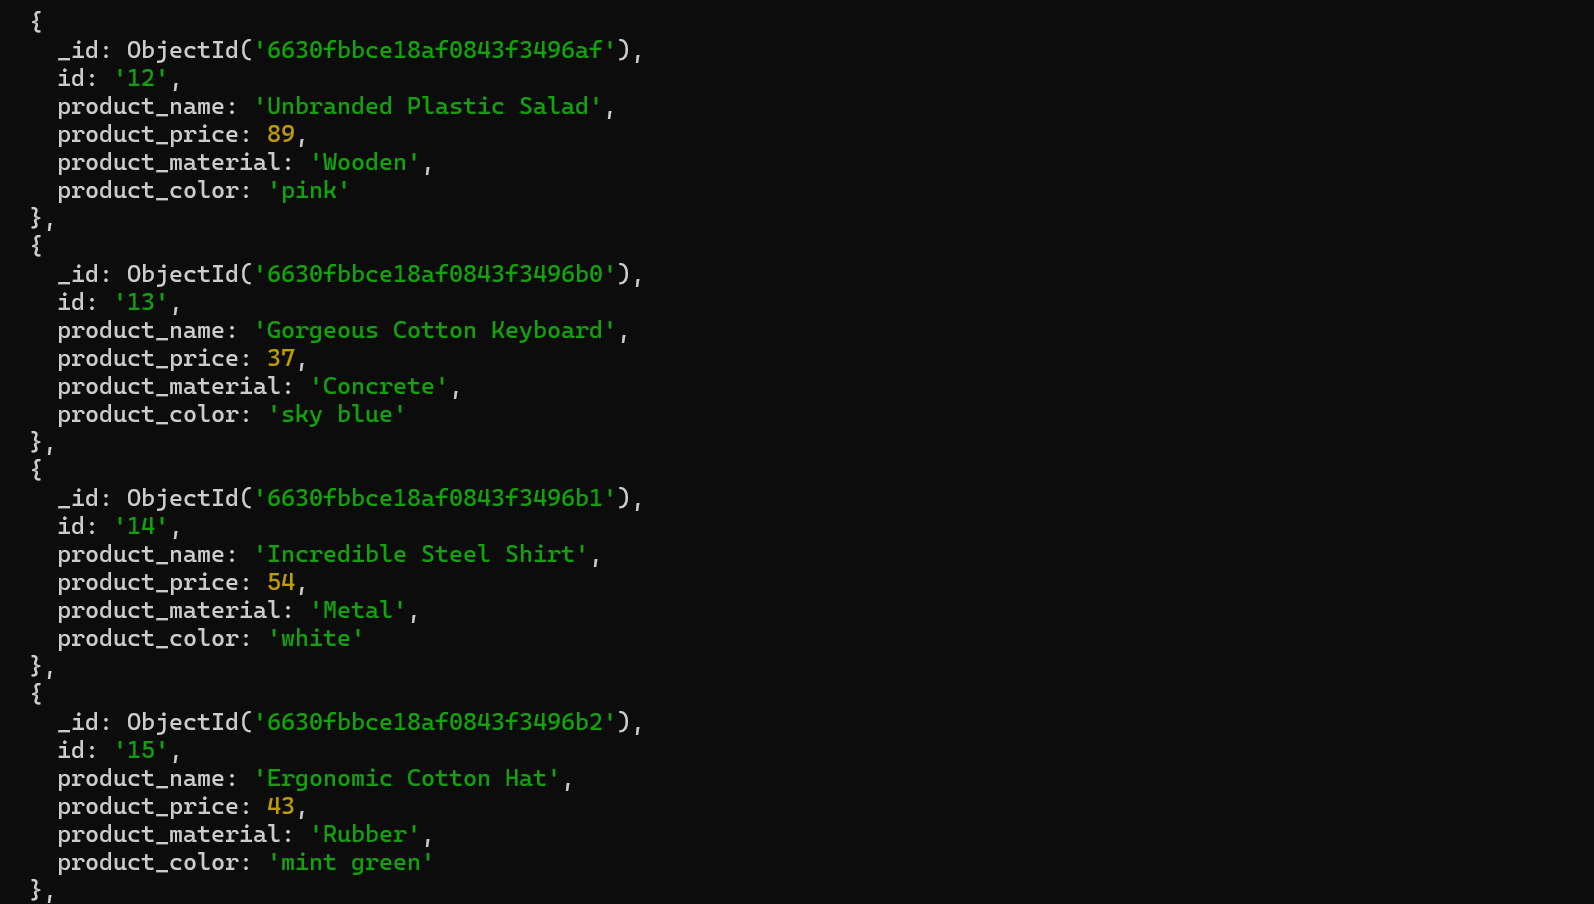 {
  _id: ObjectId('6630fbbce18af0843f3496af'),
  id: '12',
  product_name: 'Unbranded Plastic Salad',
  product_price: 89,
  product_material: 'Wooden',
  product_color: 'pink'
},
{
  _id: ObjectId('6630fbbce18af0843f3496b0'),
  id: '13',
  product_name: 'Gorgeous Cotton Keyboard',
  product_price: 37,
  product_material: 'Concrete',
  product_color: 'sky blue'
},
{
  _id: ObjectId('6630fbbce18af0843f3496b1'),
  id: '14',
  product_name: 'Incredible Steel Shirt',
  product_price: 54,
  product_material: 'Metal',
  product_color: 'white'
},
{
  _id: ObjectId('6630fbbce18af0843f3496b2'),
  id: '15',
  product_name: 'Ergonomic Cotton Hat',
  product_price: 43,
  product_material: 'Rubber',
  product_color: 'mint green'
},